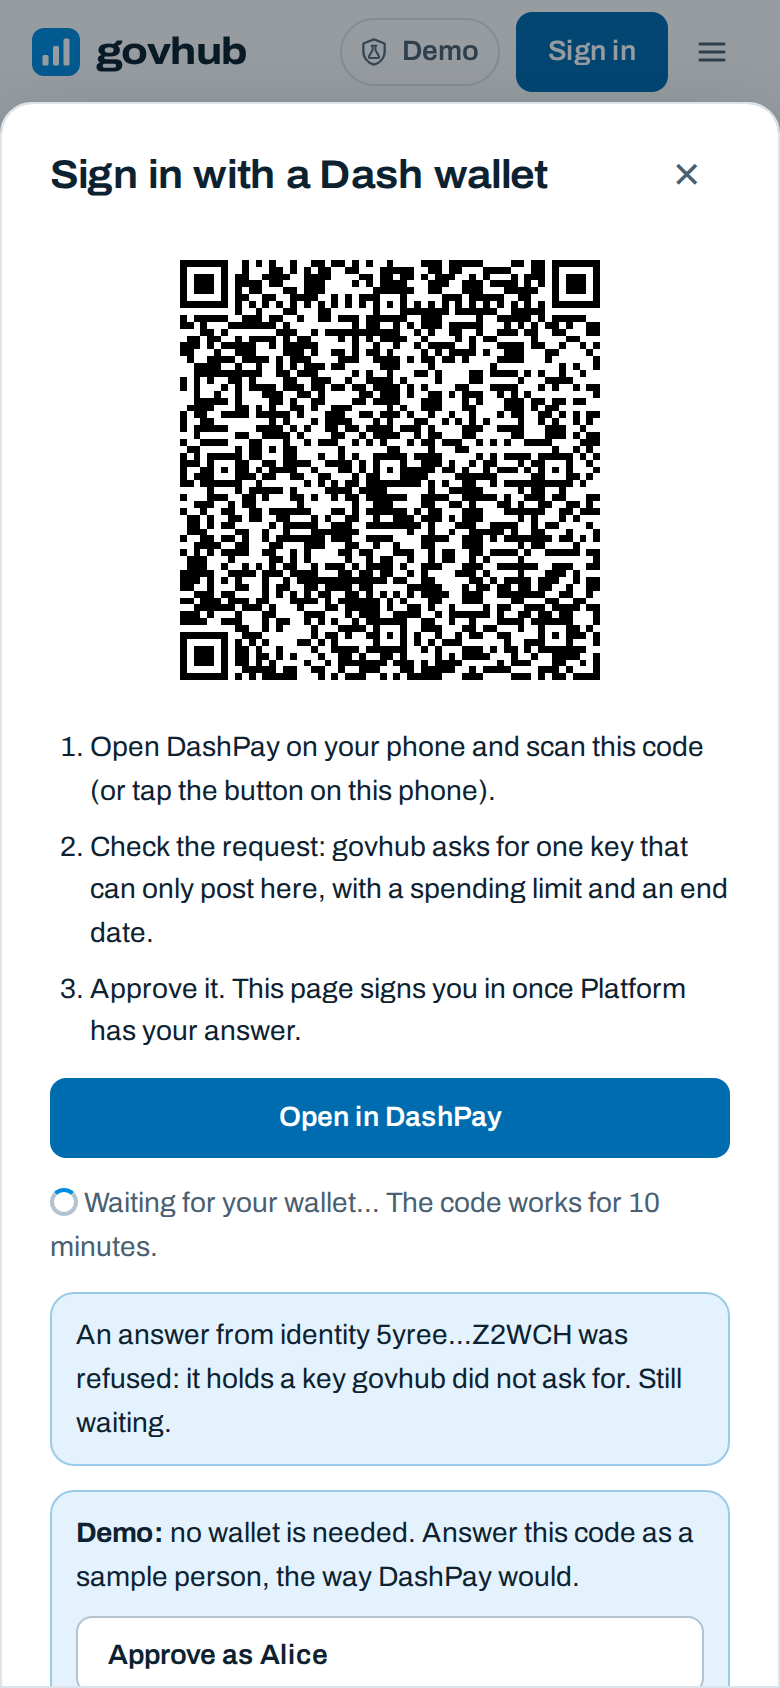 govhub
Demo
Sign in
Sign in with a Dash wallet
1. Open DashPay on your phone and scan this code
(or tap the button on this phone).
2. Check the request: govhub asks for one key that
can only post here, with a spending limit and an end
date.
3. Approve it. This page signs you in once Platform
has your answer.
Open in DashPay
Waiting for your wallet... The code works for 10
minutes.
An answer from identity 5yree...Z2WCH was
refused: it holds a key govhub did not ask for. Still
waiting.
Demo: no wallet is needed. Answer this code as a
sample person, the way DashPay would.
Approve as Alice